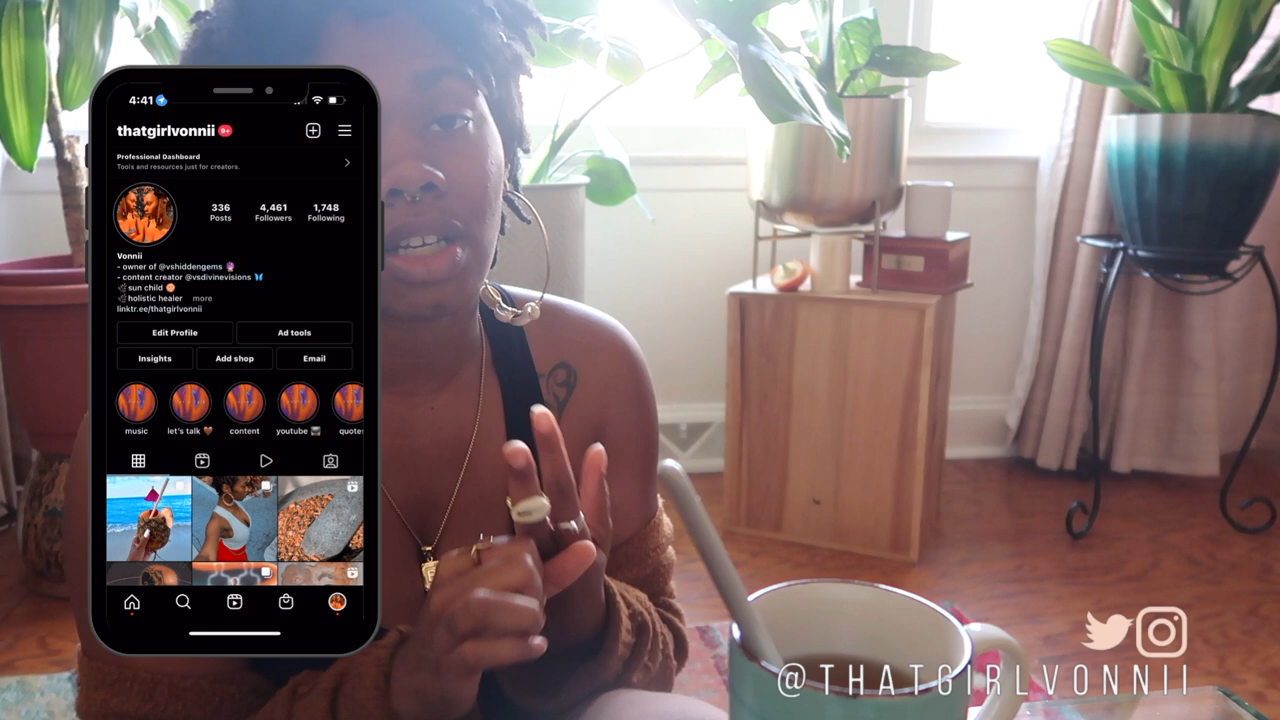 4:41
thatgirlvonnii 9+
Professional Dashboard
Tools and resources just for creators.
336 4,461 1,748
Posts Followers Following
Vonnii
- owner of @vshiddengems 🔮
- content creator @vsdivinevisions 🦋
sun child 🌞
holistic healer more
linktr.ee/thatgirlvonnii
Edit Profile Ad tools
Insights Add shop Email
music let's talk 🤎 content youtube quotes
@THATGIRLVONNII